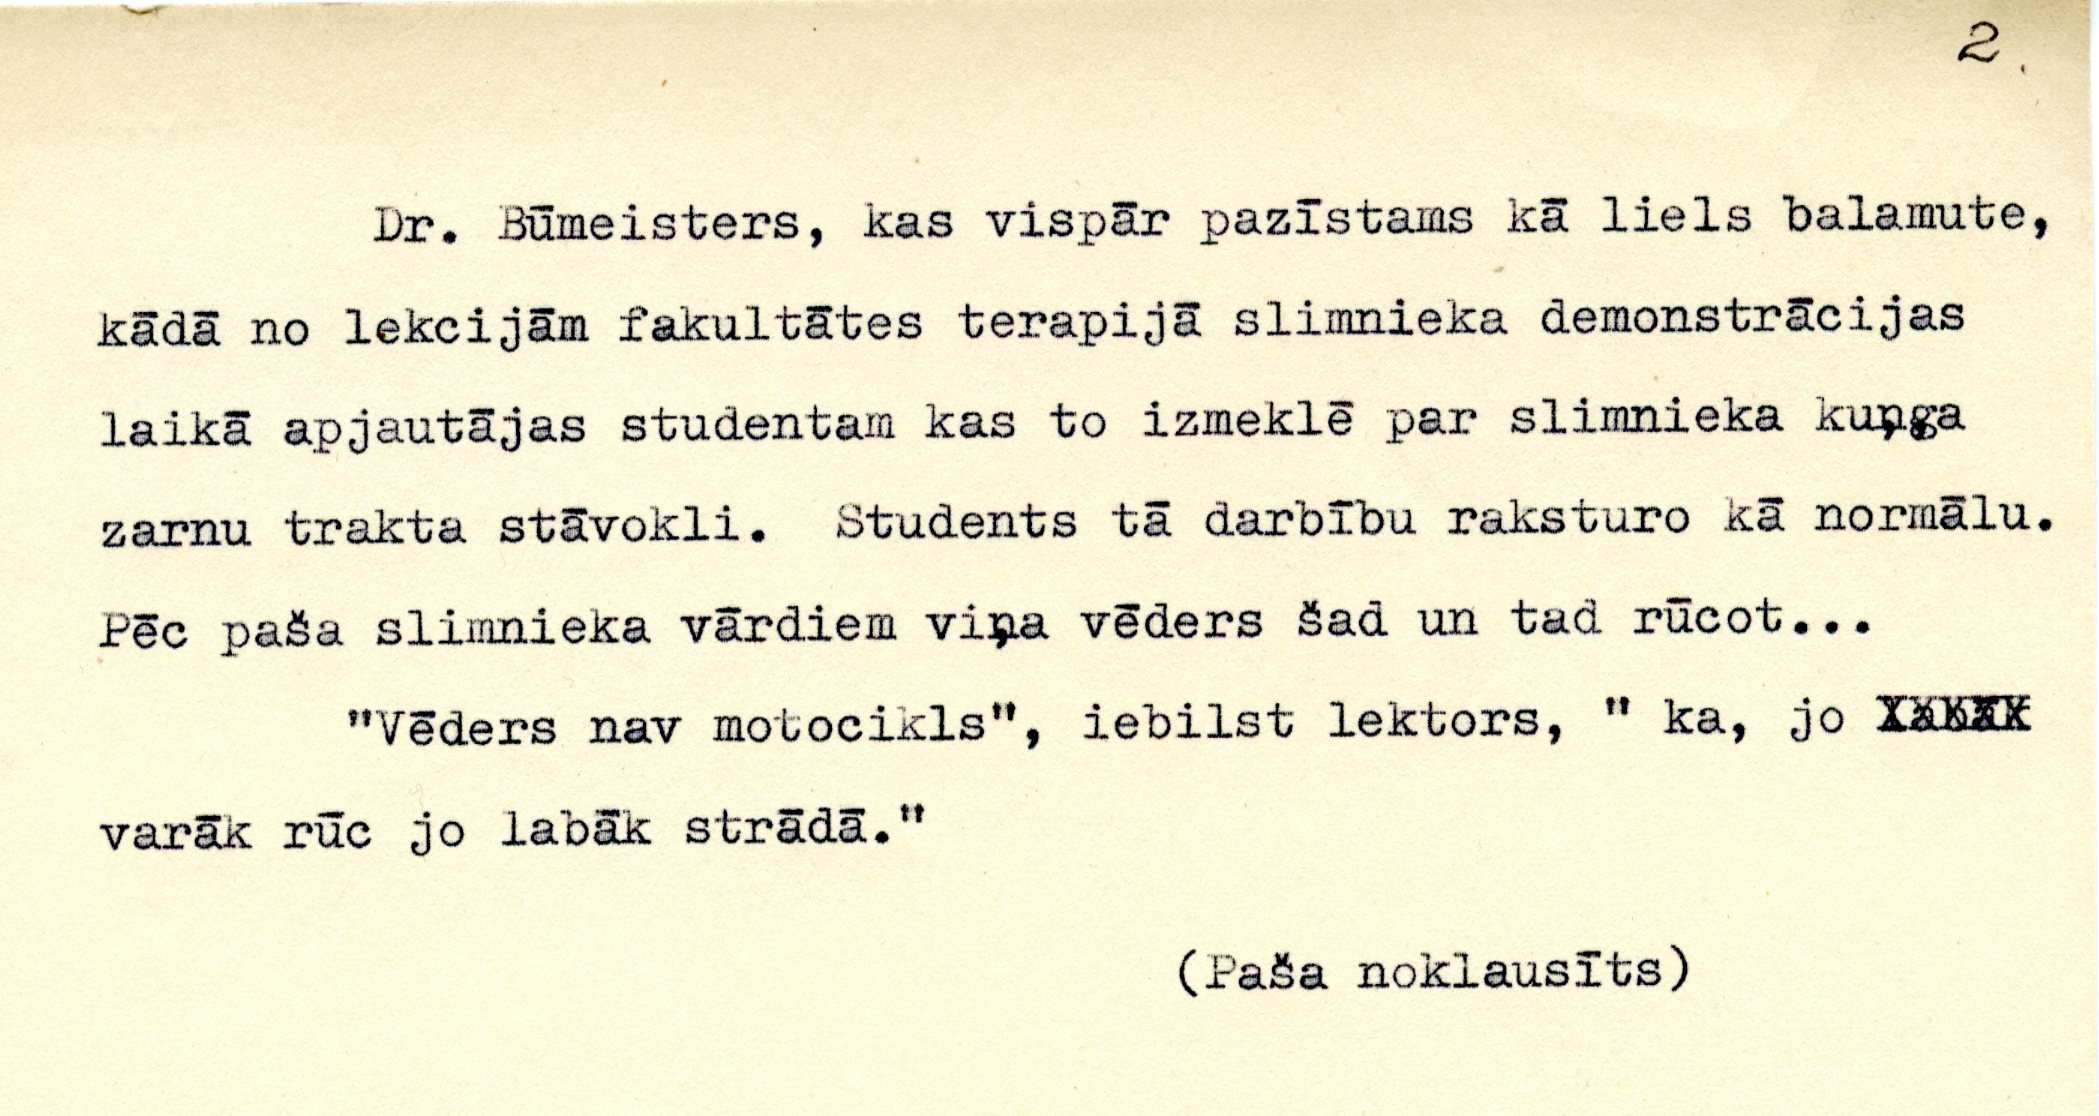 2.
Dr. Būmeisters, kas vispār pazīstams kā liels balamute,
kādā no lekcijām fakultātes terapijā slimnieka demonstrācijas
laikā apjautājas studentam kas to izmeklē par slimnieka kuņģa
zarnu trakta stāvokli. Students tā darbību raksturo kā normālu.
Pēc paša slimnieka vārdiem viņa vēders šad un tad rūcot...
"Vēders nav motocikls", iebilst lektors, " ka, jo
varāk rūc jo labāk strādā."
(Paša noklausīts)